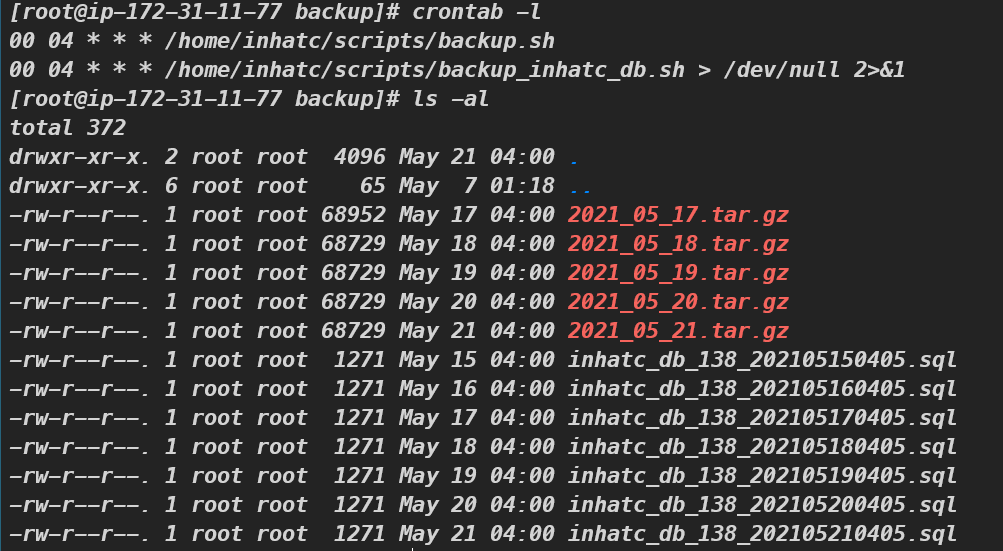 [root@ip-172-31-11-77 backup]# crontab -l
00 04 * * * /home/inhatc/scripts/backup.sh
00 04 * * * /home/inhatc/scripts/backup_inhatc_db.sh > /dev/null 2>&1
[root@ip-172-31-11-77 backup]# ls -al
total 372
drwxr-xr-x. 2 root root  4096 May 21 04:00 .
drwxr-xr-x. 6 root root    65 May  7 01:18 ..
-rw-r--r--. 1 root root 68952 May 17 04:00 2021_05_17.tar.gz
-rw-r--r--. 1 root root 68729 May 18 04:00 2021_05_18.tar.gz
-rw-r--r--. 1 root root 68729 May 19 04:00 2021_05_19.tar.gz
-rw-r--r--. 1 root root 68729 May 20 04:00 2021_05_20.tar.gz
-rw-r--r--. 1 root root 68729 May 21 04:00 2021_05_21.tar.gz
-rw-r--r--. 1 root root  1271 May 15 04:00 inhatc_db_138_202105150405.sql
-rw-r--r--. 1 root root  1271 May 16 04:00 inhatc_db_138_202105160405.sql
-rw-r--r--. 1 root root  1271 May 17 04:00 inhatc_db_138_202105170405.sql
-rw-r--r--. 1 root root  1271 May 18 04:00 inhatc_db_138_202105180405.sql
-rw-r--r--. 1 root root  1271 May 19 04:00 inhatc_db_138_202105190405.sql
-rw-r--r--. 1 root root  1271 May 20 04:00 inhatc_db_138_202105200405.sql
-rw-r--r--. 1 root root  1271 May 21 04:00 inhatc_db_138_202105210405.sql